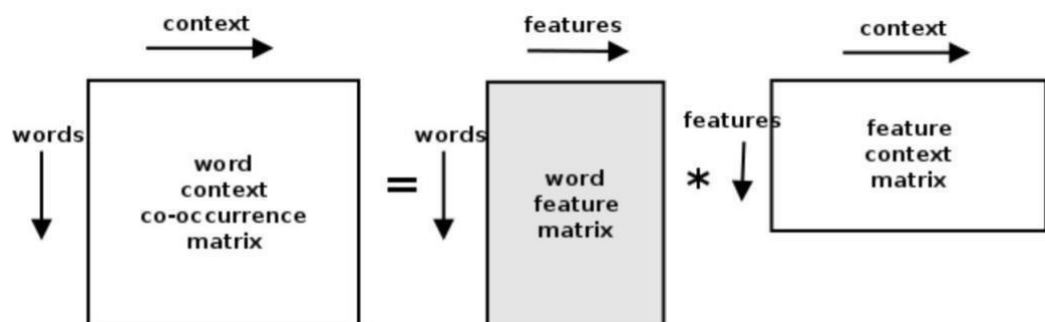 context
features
context
words
word
context
co-occurrence
matrix
=
words
word
feature
matrix
*
features
feature
context
matrix